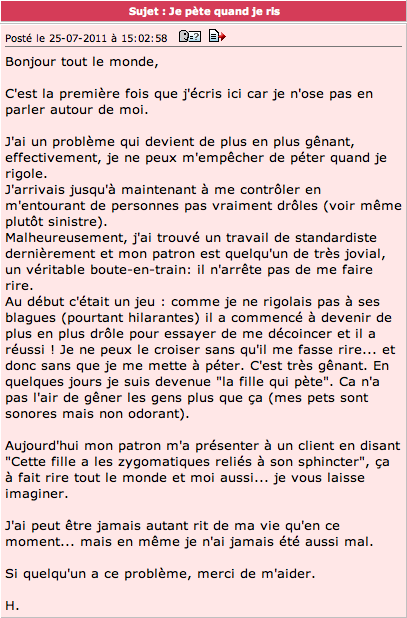 Sujet : Je pète quand je ris
Posté le 25-07-2011 à 15:02:58
Bonjour tout le monde,
C'est la première fois que j'écris ici car je n'ose pas en
parler autour de moi.
J'ai un problème qui devient de plus en plus gênant,
effectivement, je ne peux m'empêcher de péter quand je
rigole.
J'arrivais jusqu'à maintenant à me contrôler en
m'entourant de personnes pas vraiment drôles (voir même
plutôt sinistre).
Malheureusement, j'ai trouvé un travail de standardiste
dernièrement et mon patron est quelqu'un de très jovial,
un véritable boute-en-train: il n'arrête pas de me faire
rire.
Au début c'était un jeu : comme je ne rigolais pas à ses
blagues (pourtant hilarantes) il a commencé à devenir de
plus en plus drôle pour essayer de me décoincer et il a
réussi ! Je ne peux le croiser sans qu'il me fasse rire... et
donc sans que je me mette à péter. C'est très gênant. En
quelques jours je suis devenue "la fille qui pète". Ca n'a
pas l'air de gêner les gens plus que ça (mes pets sont
sonores mais non odorant).
Aujourd'hui mon patron m'a présenter à un client en disant
"Cette fille a les zygomatiques reliés à son sphincter", ça
à fait rire tout le monde et moi aussi... je vous laisse
imaginer.
J'ai peut être jamais autant rit de ma vie qu'en ce
moment... mais en même je n'ai jamais été aussi mal.
Si quelqu'un a ce problème, merci de m'aider.
H.